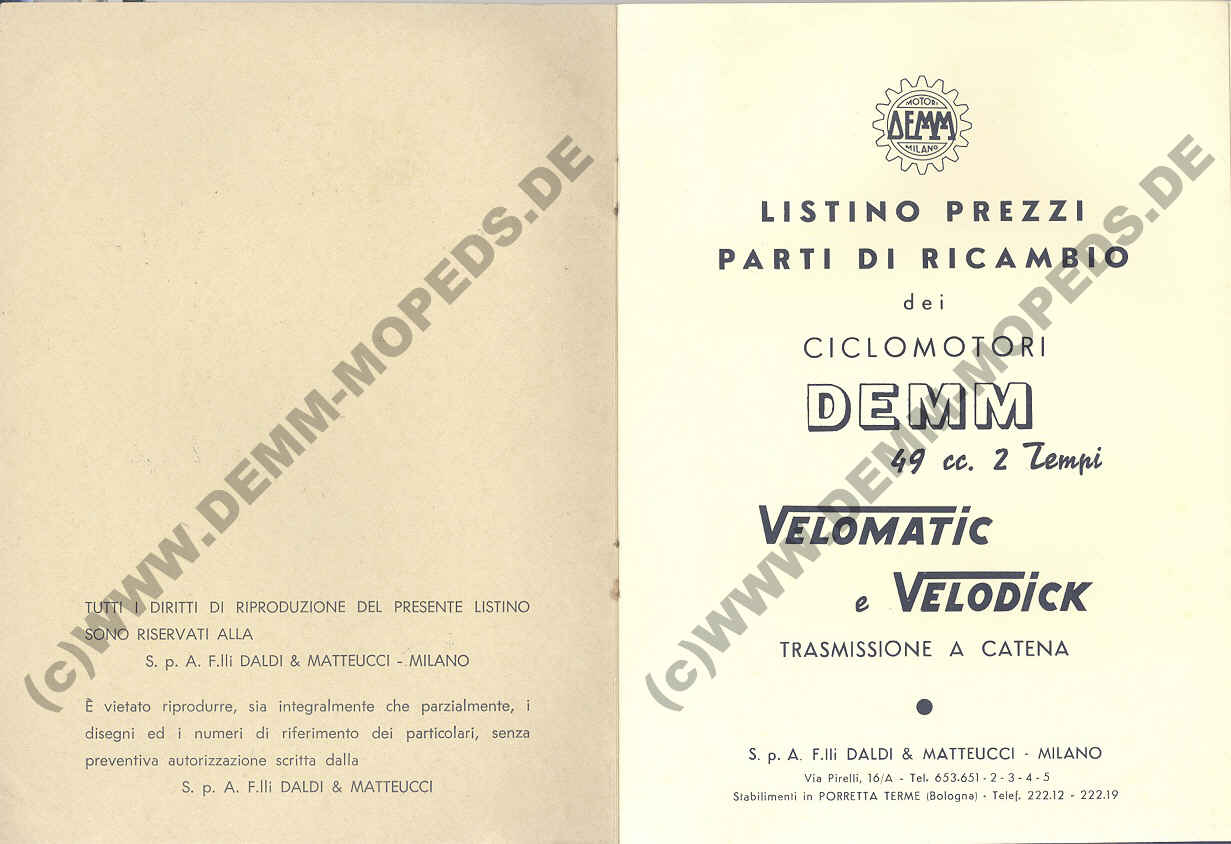 TUTTI I DIRITTI DI RIPRODUZIONE DEL PRESENTE LISTINO
SONO RISERVATI ALLA
S. p. A. F.lli DALDI & MATTEUCCI - MILANO
È vietato riprodurre, sia integralmente che parzialmente, i
disegni ed i numeri di riferimento dei particolari, senza
preventiva autorizzazione scritta dalla
S. p. A. F.lli DALDI & MATTEUCCI
(c)WWW.DEMM-MOPEDS.DE
MOTORI
DEMM
MILANO
LISTINO PREZZI
PARTI DI RICAMBIO
dei
CICLOMOTORI
DEMM
49 cc. 2 Tempi
VELOMATIC
e VELODICK
TRASMISSIONE A CATENA
S. p. A. F.lli DALDI & MATTEUCCI - MILANO
Via Pirelli, 16/A - Tel. 653.651 - 2 - 3 - 4 - 5
Stabilimenti in PORRETTA TERME (Bologna) - Telef. 222.12 - 222.19
(c)WWW.DEMM-MOPEDS.DE